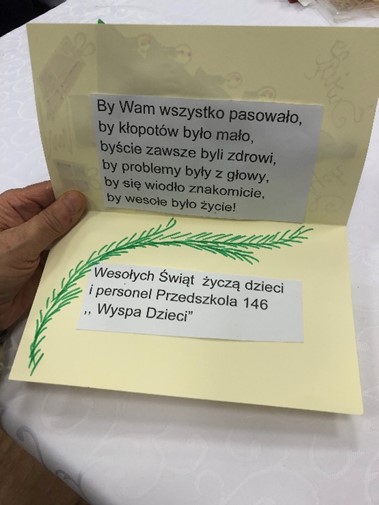 By Wam wszystko pasowało,
by kłopotów było mało,
byście zawsze byli zdrowi,
by problemy były z głowy,
by się wiodło znakomicie,
by wesołe było życie!
Wesołych Świąt życzą dzieci
i personel Przedszkola 146
,, Wyspa Dzieci”